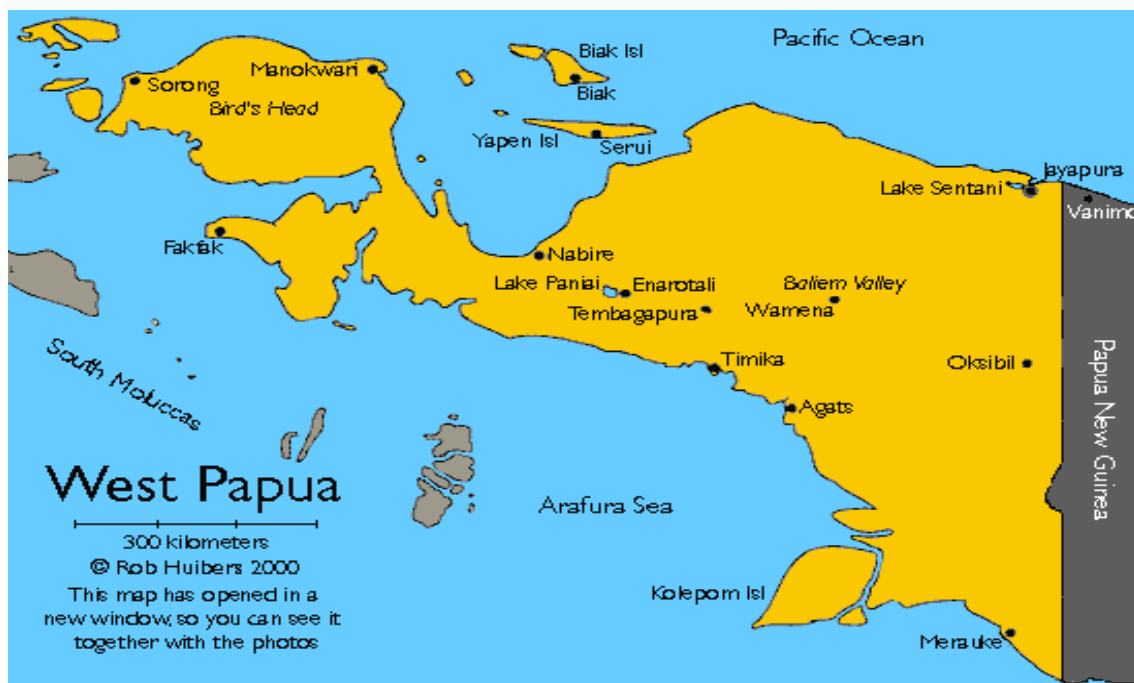 Pacific Ocean
Biak Isl
Manokwari
Sorong
Biak
Bird's Head
Yapen Isl
Serui
Jayapura
Lake Sentani
Vanimo
Fakfak
Nabire
Lake Paniai
Enarotali
Baliem Valley
Tembagapura
Wamena
South Moluccas
Timika
Oksibil
Papua New Guinea
Agats
West Papua
Arafura Sea
300 kilometers
© Rob Huibers 2000
This map has opened in a
new window, so you can see it
together with the photos
Kolepom Isl
Merauke